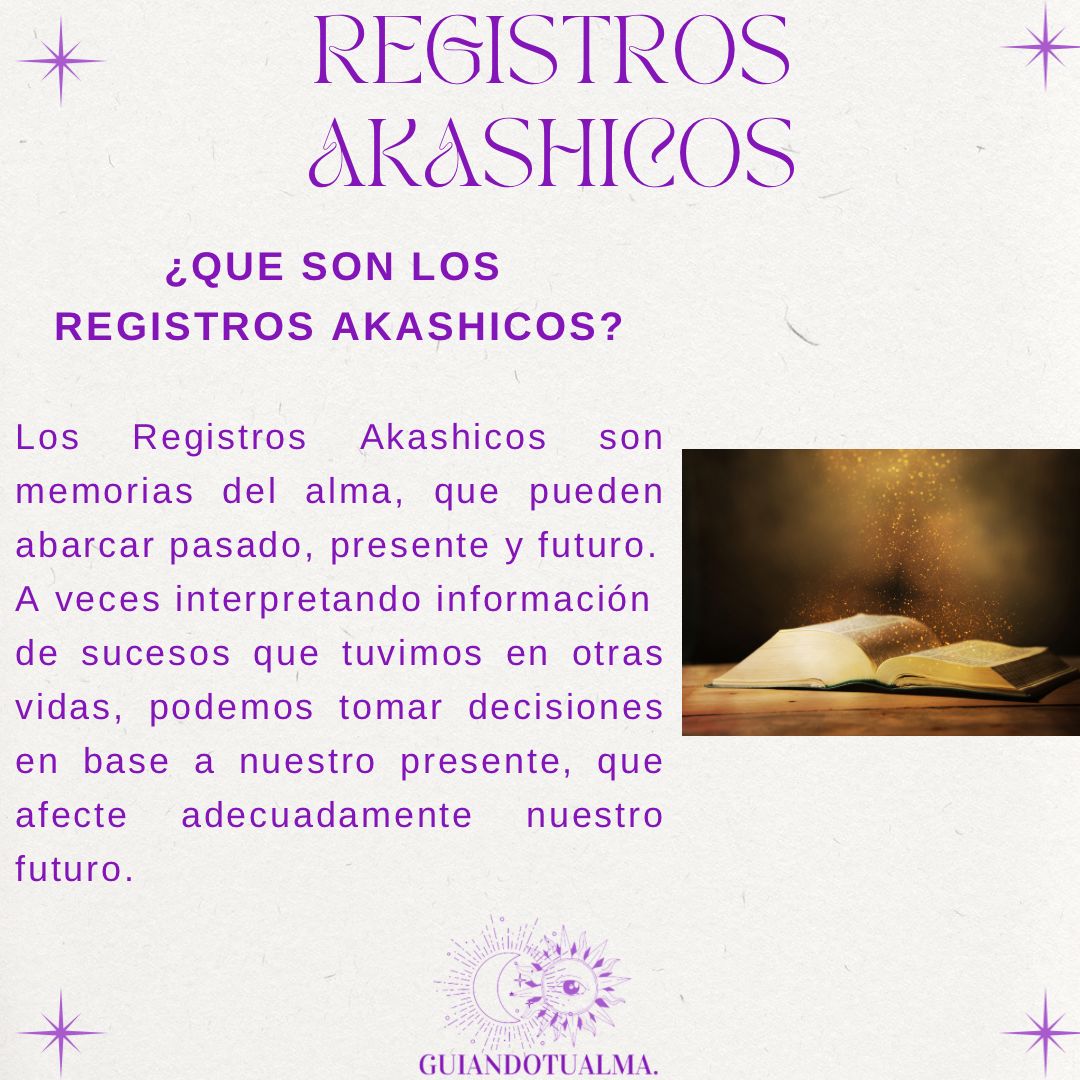 REGISTROS
AKASHICOS
¿QUE SON LOS
REGISTROS AKASHICOS?
Los Registros Akashicos son
memorias del alma, que pueden
abarcar pasado, presente y futuro.
A veces interpretando información
de sucesos que tuvimos en otras
vidas, podemos tomar decisiones
en base a nuestro presente, que
afecte adecuadamente nuestro
futuro.
GUIANDOTUALMA.